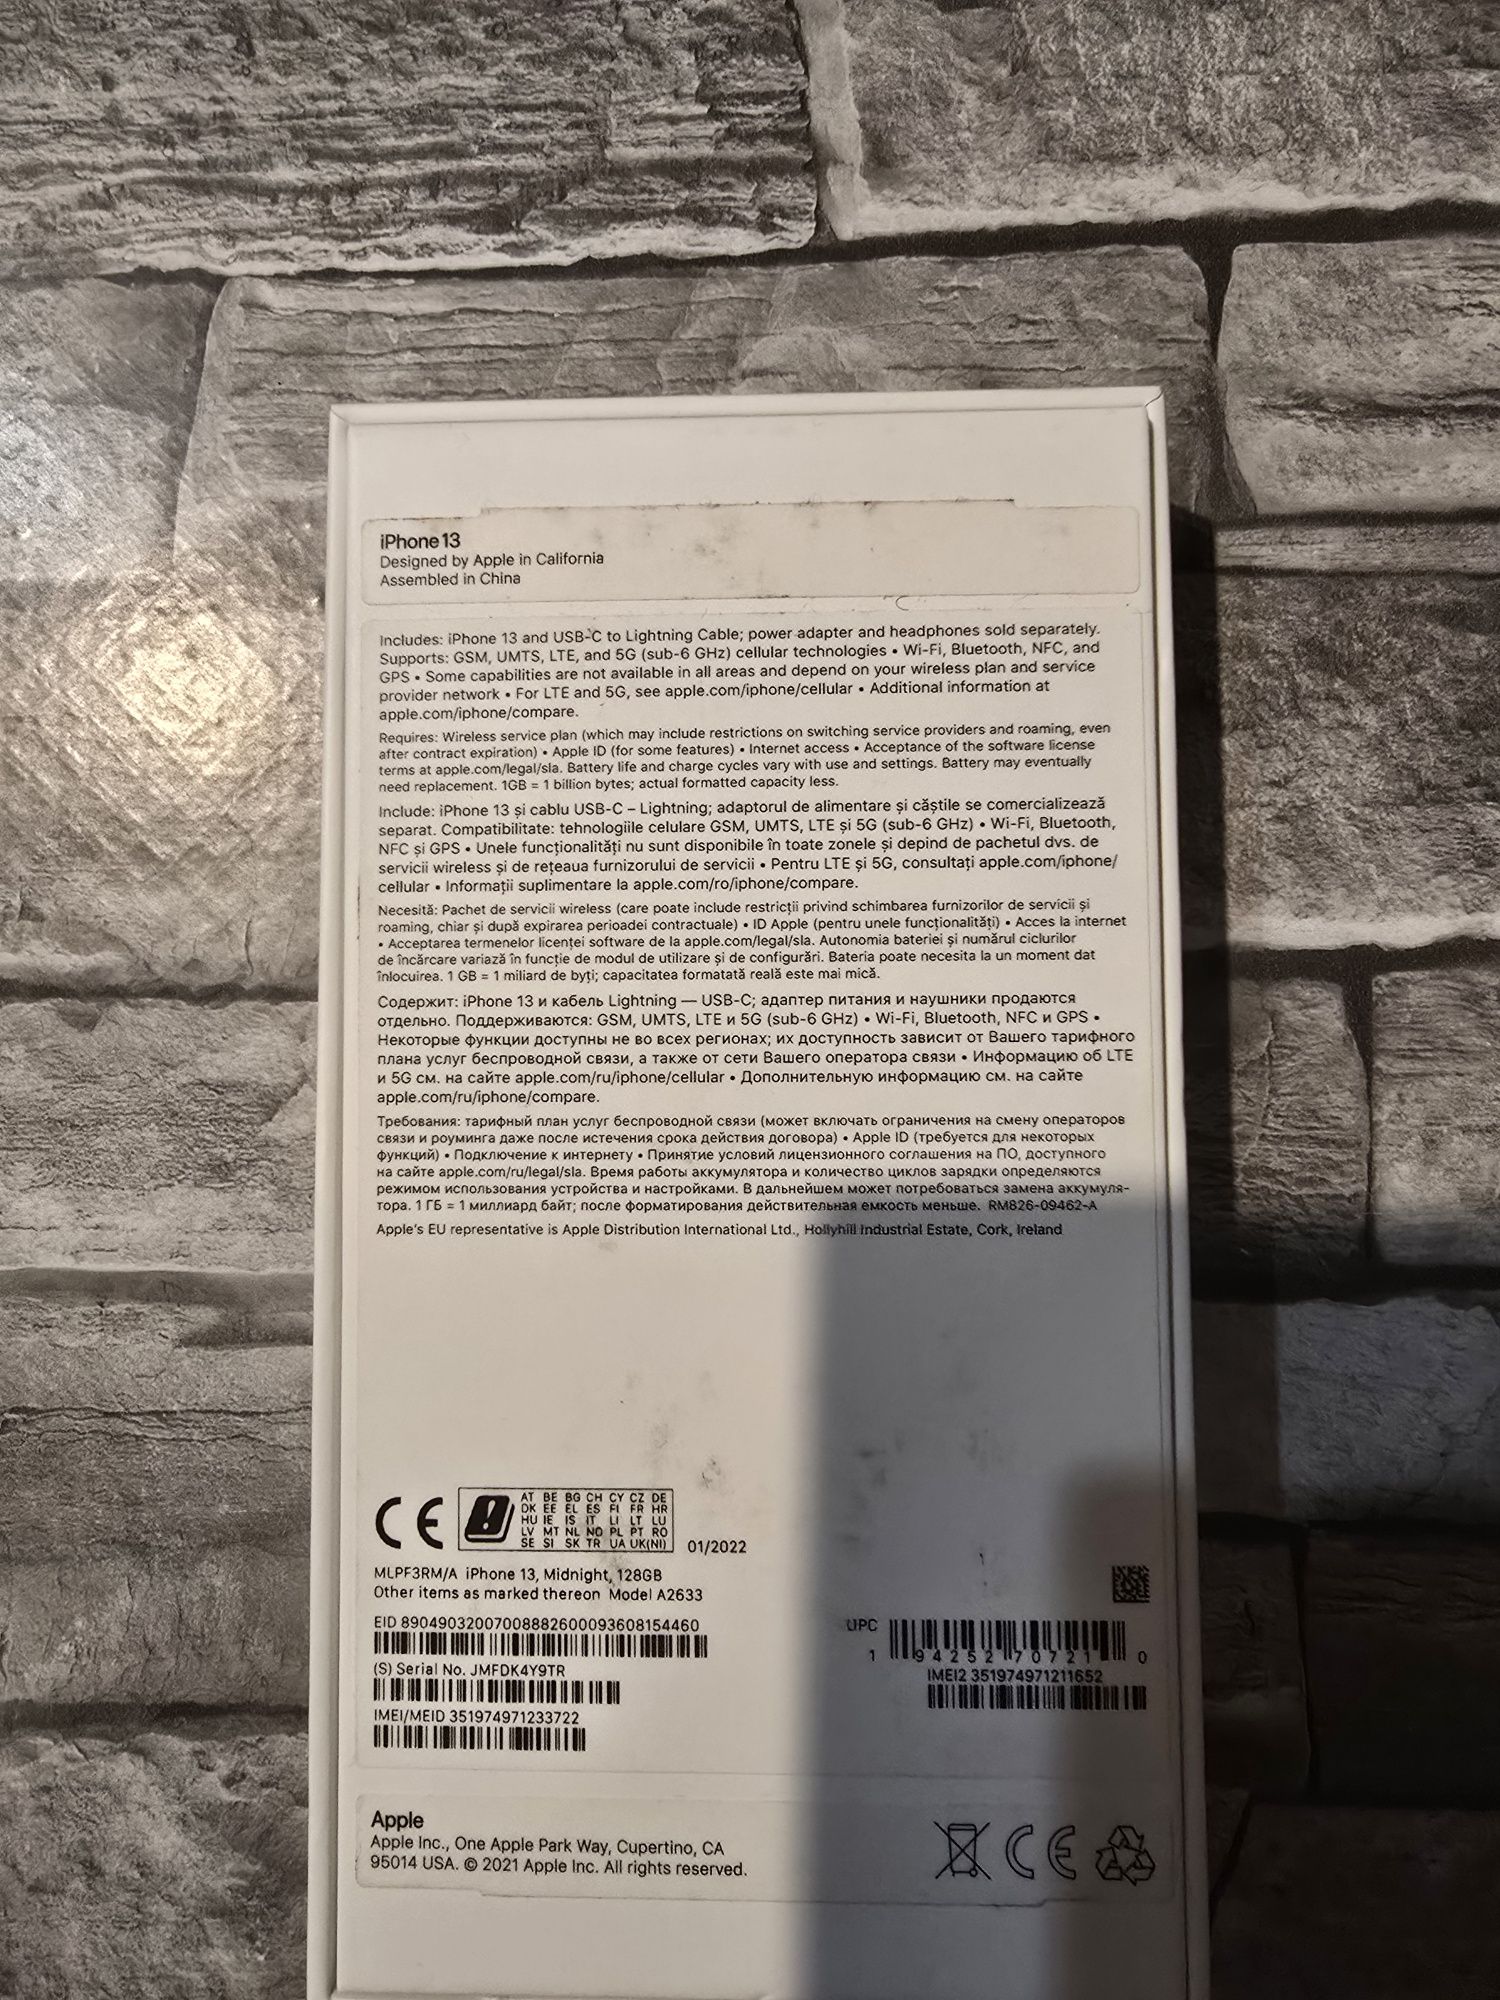 iPhone 13
Designed by Apple in California
Assembled in China
Includes: iPhone 13 and USB-C to Lightning Cable; power adapter and headphones sold separately.
Supports: GSM, UMTS, LTE, and 5G (sub-6 GHz) cellular technologies • Wi-Fi, Bluetooth, NFC, and
GPS • Some capabilities are not available in all areas and depend on your wireless plan and service
provider network • For LTE and 5G, see apple.com/iphone/cellular • Additional information at
apple.com/iphone/compare.
Requires: Wireless service plan (which may include restrictions on switching service providers and roaming, even
after contract expiration) • Apple ID (for some features) • Internet access • Acceptance of the software license
terms at apple.com/legal/sla. Battery life and charge cycles vary with use and settings. Battery may eventually
need replacement. 1GB = 1 billion bytes; actual formatted capacity less.
Include: iPhone 13 și cablu USB-C – Lightning; adaptorul de alimentare și căștile se comercializează
separat. Compatibilitate: tehnologiile celulare GSM, UMTS, LTE și 5G (sub-6 GHz) • Wi-Fi, Bluetooth,
NFC și GPS • Unele funcționalități nu sunt disponibile în toate zonele și depind de pachetul dvs. de
servicii wireless și de rețeaua furnizorului de servicii • Pentru LTE și 5G, consultați apple.com/iphone/
cellular • Informații suplimentare la apple.com/ro/iphone/compare.
Necesită: Pachet de servicii wireless (care poate include restricții privind schimbarea furnizorilor de servicii și
roaming, chiar și după expirarea perioadei contractuale) • ID Apple (pentru unele funcționalități) • Acces la internet
• Acceptarea termenelor licenței software de la apple.com/legal/sla. Autonomia bateriei și numărul ciclurilor
de încărcare variază în funcție de modul de utilizare și de configurări. Bateria poate necesita la un moment dat
înlocuirea. 1 GB = 1 miliard de byți; capacitatea formatată reală este mai mică.
Содержит: iPhone 13 и кабель Lightning — USB-C; адаптер питания и наушники продаются
отдельно. Поддерживаются: GSM, UMTS, LTE и 5G (sub-6 GHz) • Wi-Fi, Bluetooth, NFC и GPS •
Некоторые функции доступны не во всех регионах; их доступность зависит от Вашего тарифного
плана услуг беспроводной связи, а также от сети Вашего оператора связи • Информацию об LTE
и 5G см. на сайте apple.com/ru/iphone/cellular • Дополнительную информацию см. на сайте
apple.com/ru/iphone/compare.
Требования: тарифный план услуг беспроводной связи (может включать ограничения на смену операторов
связи и роуминга даже после истечения срока действия договора) • Apple ID (требуется для некоторых
функций) • Подключение к интернету • Принятие условий лицензионного соглашения на ПО, доступного
на сайте apple.com/ru/legal/sla. Время работы аккумулятора и количество циклов зарядки определяются
режимом использования устройства и настройками. В дальнейшем может потребоваться замена аккумуля-
тора. 1 ГБ = 1 миллиард байт; после форматирования действительная емкость меньше. RM826-09462-A
Apple's EU representative is Apple Distribution International Ltd., Hollyhill Industrial Estate, Cork, Ireland
CE
AT BE BG CH CY CZ DE
DK EE EL ES FI FR HR
HU IE IS IT LI LT LU
LV MT NL NO PL PT RO
SE SI SK TR UA UK(NI)
01/2022
MLPF3RM/A iPhone 13, Midnight, 128GB
Other items as marked thereon Model A2633
EID 89049032007008882600093608154460
(S) Serial No. JMFDK4Y9TR
IMEI/MEID 351974971233722
UPC
1 94252 70721 0
IMEI2 351974971211652
Apple
Apple Inc., One Apple Park Way, Cupertino, CA
95014 USA. © 2021 Apple Inc. All rights reserved.
CE